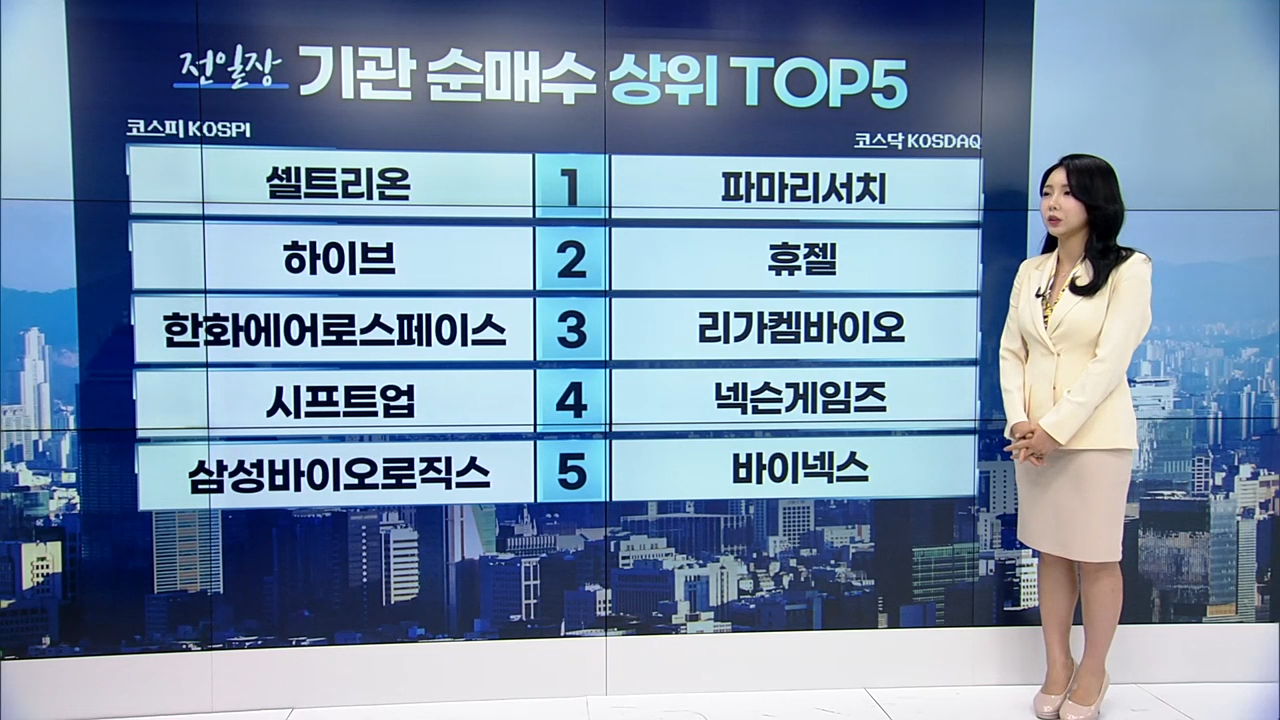 전일장 기관 순매수 상위 TOP5
코스피 KOSPI
코스닥 KOSDAQ
셀트리온 1 파마리서치
하이브 2 휴젤
한화에어로스페이스 3 리가켐바이오
시프트업 4 넥슨게임즈
삼성바이오로직스 5 바이넥스